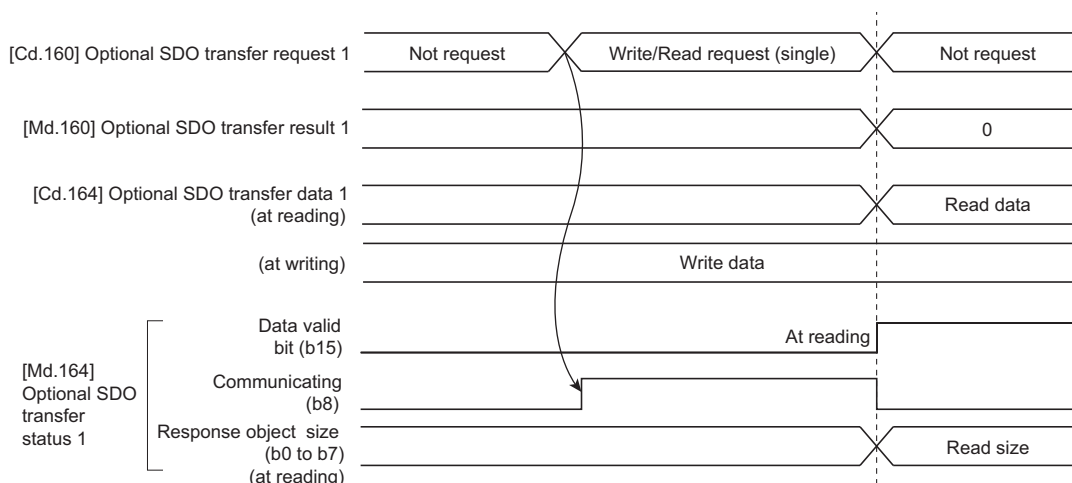 [Cd.160] Optional SDO transfer request 1
Not request
Write/Read request (single)
Not request
[Md.160] Optional SDO transfer result 1
0
[Cd.164] Optional SDO transfer data 1
(at reading)
Read data
(at writing)
Write data
Data valid
bit (b15)
At reading
[Md.164]
Optional SDO
transfer
status 1
Communicating
(b8)
Response object size
(b0 to b7)
(at reading)
Read size